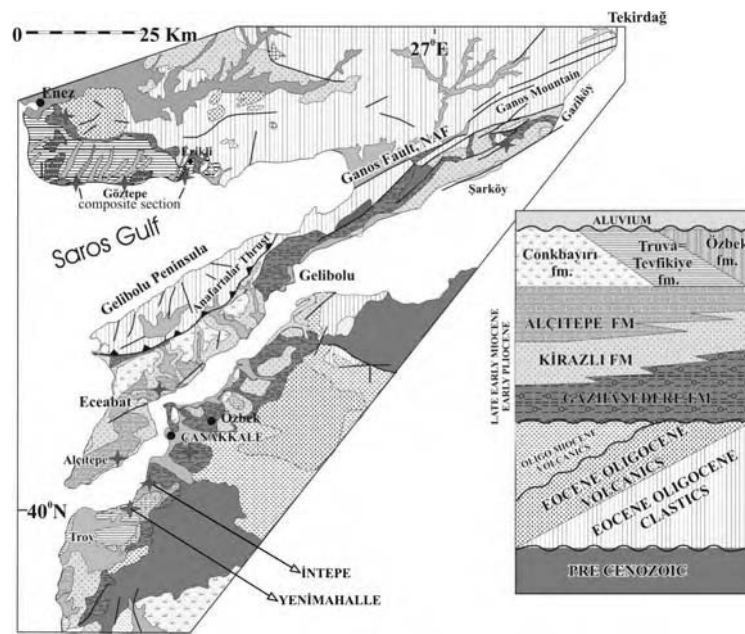 Tekirdağ
0 25 Km
27°E
Enez
Ganos Mountain
Gaziköy
Ganos Fault, NAF
Erikli
Göztepe
composite section
Şarköy
Saros Gulf
Gelibolu Peninsula
Anafartalar Thrust
Gelibolu
Eceabat
Özbek
ÇANAKKALE
Alçıtepe
40°N
Troy
İNTEPE
YENİMAHALLE
ALUVIUM
Conkbayırı
fm.
Truva=
Tevfikiye
fm.
Özbek
fm.
LATE EARLY MIOCENE
EARLY PLIOCENE
ALÇITEPE FM
KİRAZLI FM
GAZHANEDERE FM
OLIGO MIOCENE
VOLCANICS
EOCENE OLIGOCENE
VOLCANICS
EOCENE OLIGOCENE
CLASTICS
PRE CENOZOIC